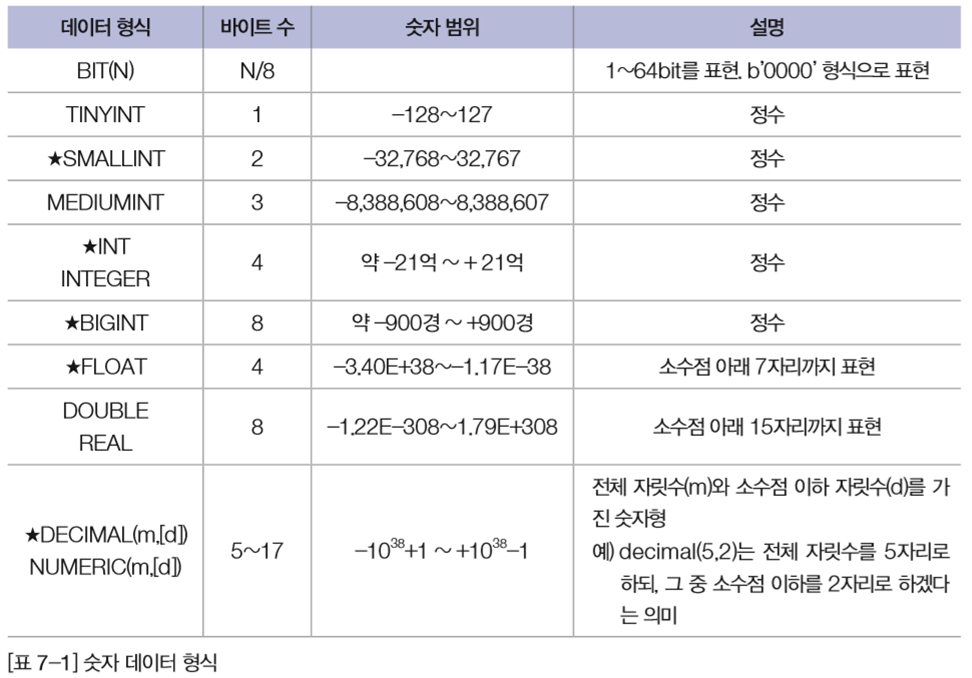 데이터 형식 바이트 수 숫자 범위 설명
BIT(N) N/8 1~64bit를 표현. b’0000’ 형식으로 표현
TINYINT 1 –128~127 정수
★SMALLINT 2 –32,768~32,767 정수
MEDIUMINT 3 –8,388,608~8,388,607 정수
★INT
INTEGER 4 약 –21억 ~ + 21억 정수
★BIGINT 8 약 –900경 ~ +900경 정수
★FLOAT 4 –3.40E+38~–1.17E–38 소수점 아래 7자리까지 표현
DOUBLE
REAL 8 –1.22E–308~1.79E+308 소수점 아래 15자리까지 표현
★DECIMAL(m,[d])
NUMERIC(m,[d]) 5~17 –10³⁸+1 ~ +10³⁸–1
전체 자릿수(m)와 소수점 이하 자릿수(d)를 가
진 숫자형
예) decimal(5,2)는 전체 자릿수를 5자리로
하되, 그 중 소수점 이하를 2자리로 하겠다
는 의미
[표 7–1] 숫자 데이터 형식